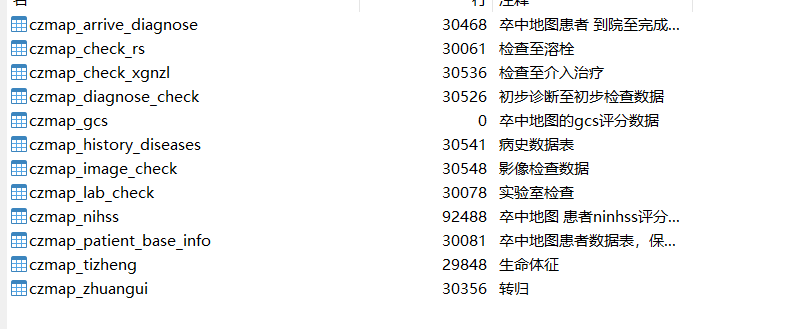 名 行 注释
czmap_arrive_diagnose 30468 卒中地图患者 到院至完成...
czmap_check_rs 30061 检查至溶栓
czmap_check_xgnzl 30536 检查至介入治疗
czmap_diagnose_check 30526 初步诊断至初步检查数据
czmap_gcs 0 卒中地图的gcs评分数据
czmap_history_diseases 30541 病史数据表
czmap_image_check 30548 影像检查数据
czmap_lab_check 30078 实验室检查
czmap_nihss 92488 卒中地图 患者ninhss评分...
czmap_patient_base_info 30081 卒中地图患者数据表，保...
czmap_tizheng 29848 生命体征
czmap_zhuangui 30356 转归